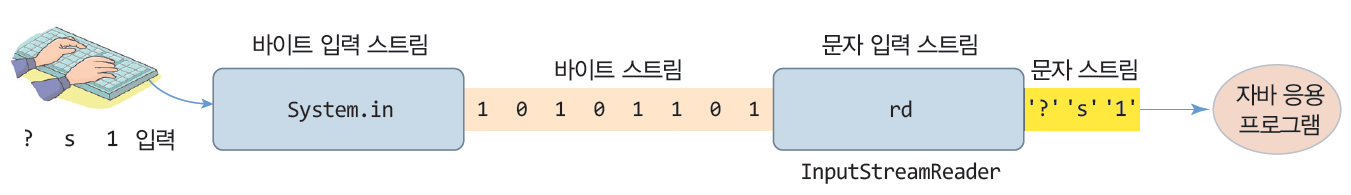 바이트 입력 스트림
문자 입력 스트림
바이트 스트림
문자 스트림
System.in
1 0 1 0 1 1 0 1
rd
'?' 's' '1'
자바 응용
프로그램
? s 1 입력
InputStreamReader